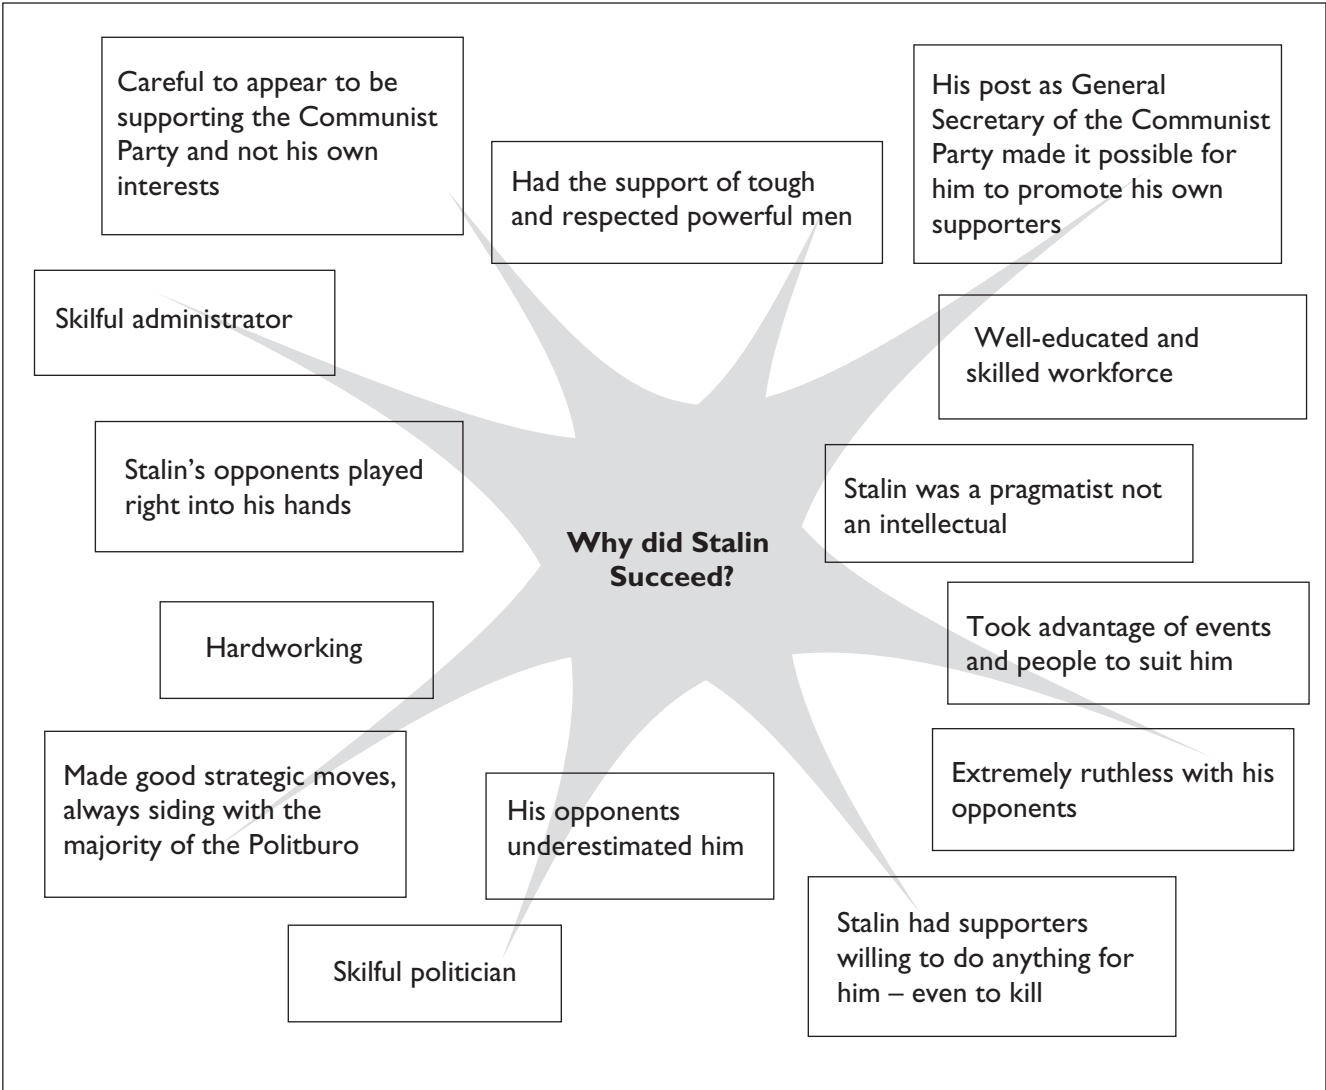 Careful to appear to be
supporting the Communist
Party and not his own
interests
Had the support of tough
and respected powerful men
His post as General
Secretary of the Communist
Party made it possible for
him to promote his own
supporters
Skilful administrator
Well-educated and
skilled workforce
Stalin’s opponents played
right into his hands
Stalin was a pragmatist not
an intellectual
Why did Stalin
Succeed?
Hardworking
Took advantage of events
and people to suit him
Made good strategic moves,
always siding with the
majority of the Politburo
His opponents
underestimated him
Extremely ruthless with his
opponents
Skilful politician
Stalin had supporters
willing to do anything for
him – even to kill